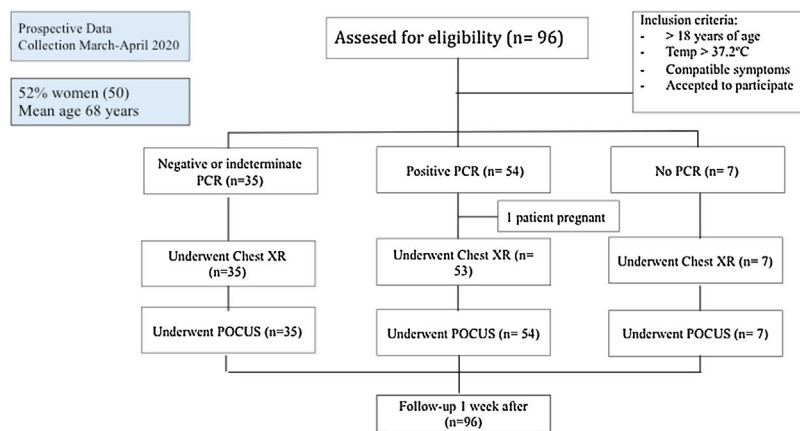 Prospective Data
Collection March-April 2020
52% women (50)
Mean age 68 years
Assesed for eligibility (n= 96)
Inclusion criteria:
- > 18 years of age
- Temp > 37.2ºC
- Compatible symptoms
- Accepted to participate
Negative or indeterminate
PCR (n=35)
Positive PCR (n= 54)
No PCR (n= 7)
1 patient pregnant
Underwent Chest XR
(n=35)
Underwent Chest XR (n=
53)
Underwent Chest XR (n= 7)
Underwent POCUS (n=35)
Underwent POCUS (n= 54)
Underwent POCUS (n= 7)
Follow-up 1 week after
(n=96)